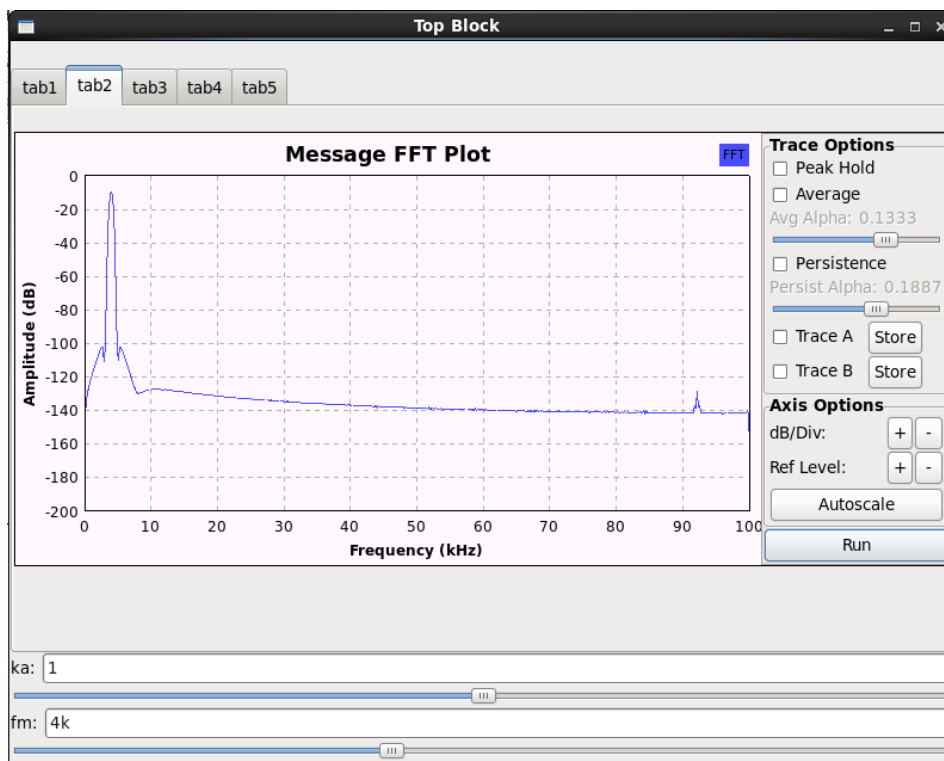 Top Block
tab1 tab2 tab3 tab4 tab5
Message FFT Plot
FFT
0
-20
-40
-60
-80
-100
-120
-140
-160
-180
-200
Amplitude (dB)
0 10 20 30 40 50 60 70 80 90 100
Frequency (kHz)
Trace Options
Peak Hold
Average
Avg Alpha: 0.1333
Persistence
Persist Alpha: 0.1887
Trace A Store
Trace B Store
Axis Options
dB/Div: + -
Ref Level: + -
Autoscale
Run
ka: 1
fm: 4k